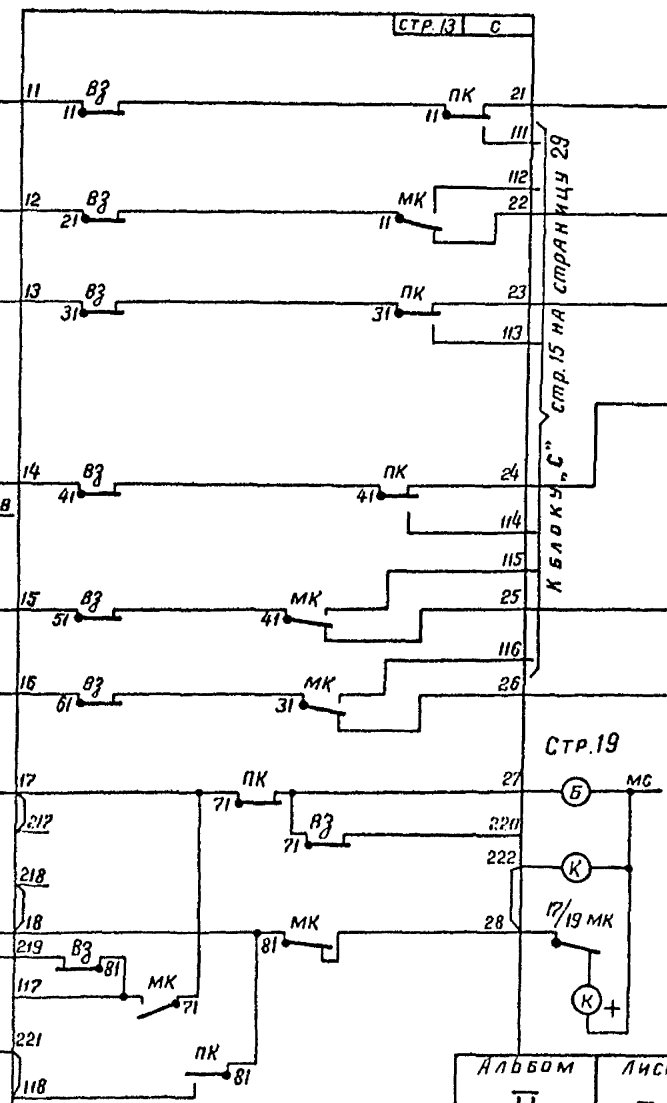 СТР.13 С
11 ВЗ 11 ПК 11 21
111
112
12 ВЗ 21 МК 11 22
13 ВЗ 31 ПК 31 23
113
К БЛОКУ „С" СТР.15 НА СТРАНИЦУ 29
14 ВЗ 41 ПК 41 24
В
114
115
15 ВЗ 51 МК 41 25
116
16 ВЗ 61 МК 31 26
СТР.19
17 ПК 71 27 Б МС
217 ВЗ 71 220
218 222 К
18 МК 81 28 17/19 МК
219 ВЗ 81
117 МК 71 К +
221 ПК 81
118
АЛЬБОМ
II